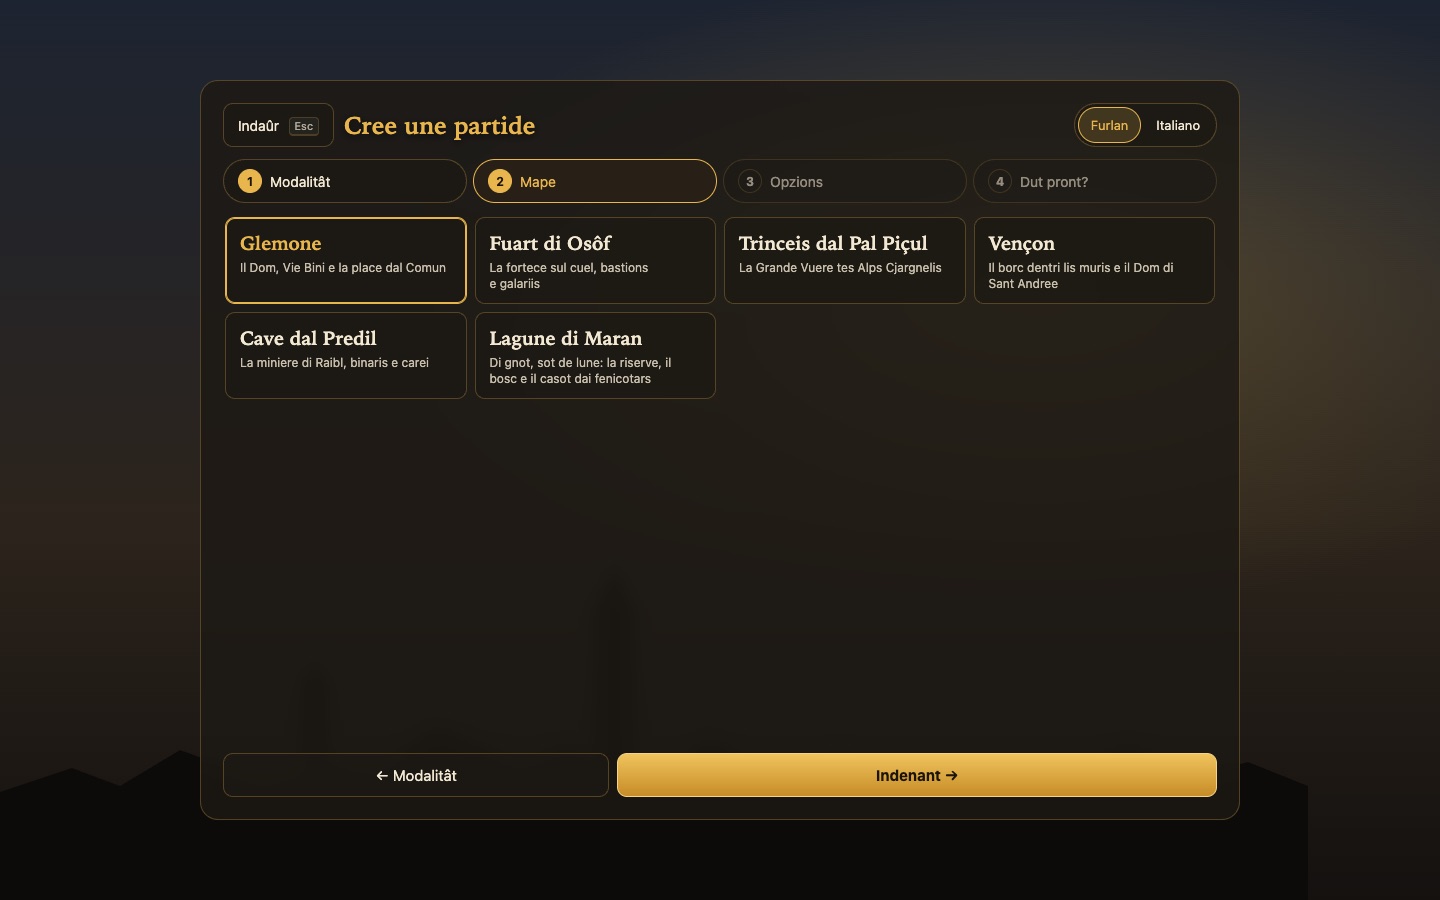 Indaûr Esc
Cree une partide
Furlan Italiano
1 Modalitât
2 Mape
3 Opzions
4 Dut pront?
Glemone
Il Dom, Vie Bini e la place dal Comun
Fuart di Osôf
La fortece sul cuel, bastions
e galariis
Trinceis dal Pal Piçul
La Grande Vuere tes Alps Cjargnelis
Vençon
Il borc dentri lis muris e il Dom di
Sant Andree
Cave dal Predil
La miniere di Raibl, binaris e carei
Lagune di Maran
Di gnot, sot de lune: la riserve, il
bosc e il casot dai fenicotars
← Modalitât
Indenant →